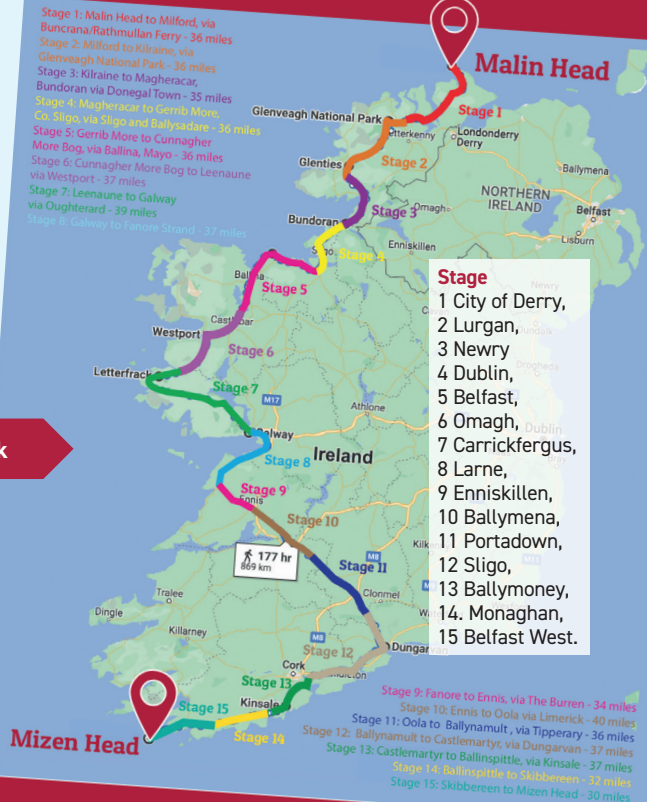 Stage 1: Malin Head to Milford, via
Buncrana/Rathmullan Ferry - 36 miles
Stage 2: Milford to Kilraine, via
Glenveagh National Park - 36 miles
Stage 3: Kilraine to Magheracar,
Bundoran via Donegal Town - 35 miles
Stage 4: Magheracar to Gerrib More,
Co. Sligo, via Sligo and Ballysadare - 36 miles
Stage 5: Gerrib More to Cunnagher
More Bog, via Ballina, Mayo - 36 miles
Stage 6: Cunnagher More Bog to Leenaune
via Westport - 37 miles
Stage 7: Leenaune to Galway
via Oughterard - 39 miles
Stage 8: Galway to Fanore Strand - 37 miles
Malin Head
Stage 1
Glenveagh National Park
Londonderry
Derry
Stage 2
Glenties
Ballymena
NORTHERN
IRELAND
Stage 3
Omagh
Belfast
Bundoran
Lisburn
Enniskillen
Stage 4
Stage 5
Newry
Dundalk
Drogheda
Dublin
Westport
Stage 6
Letterfrack
Stage 7
M17
Athlone
Galway
Ireland
Stage 8
Stage 9
Ennis
Stage 10
177 hr
869 km
M8
Stage 11
Clonmel
Tralee
Dingle
Killarney
M8
Stage 12
Dungarvan
Cork
Stage 13
Kinsale
Stage 15
Stage 14
Mizen Head
Stage
1 City of Derry,
2 Lurgan,
3 Newry
4 Dublin,
5 Belfast,
6 Omagh,
7 Carrickfergus,
8 Larne,
9 Enniskillen,
10 Ballymena,
11 Portadown,
12 Sligo,
13 Ballymoney,
14. Monaghan,
15 Belfast West.
Stage 9: Fanore to Ennis, via The Burren - 34 miles
Stage 10: Ennis to Oola via Limerick - 40 miles
Stage 11: Oola to Ballynamult , via Tipperary - 36 miles
Stage 12: Ballynamult to Castlemartyr, via Dungarvan - 37 miles
Stage 13: Castlemartyr to Ballinspittle, via Kinsale - 37 miles
Stage 14: Ballinspittle to Skibbereen - 32 miles
Stage 15: Skibbereen to Mizen Head - 30 miles